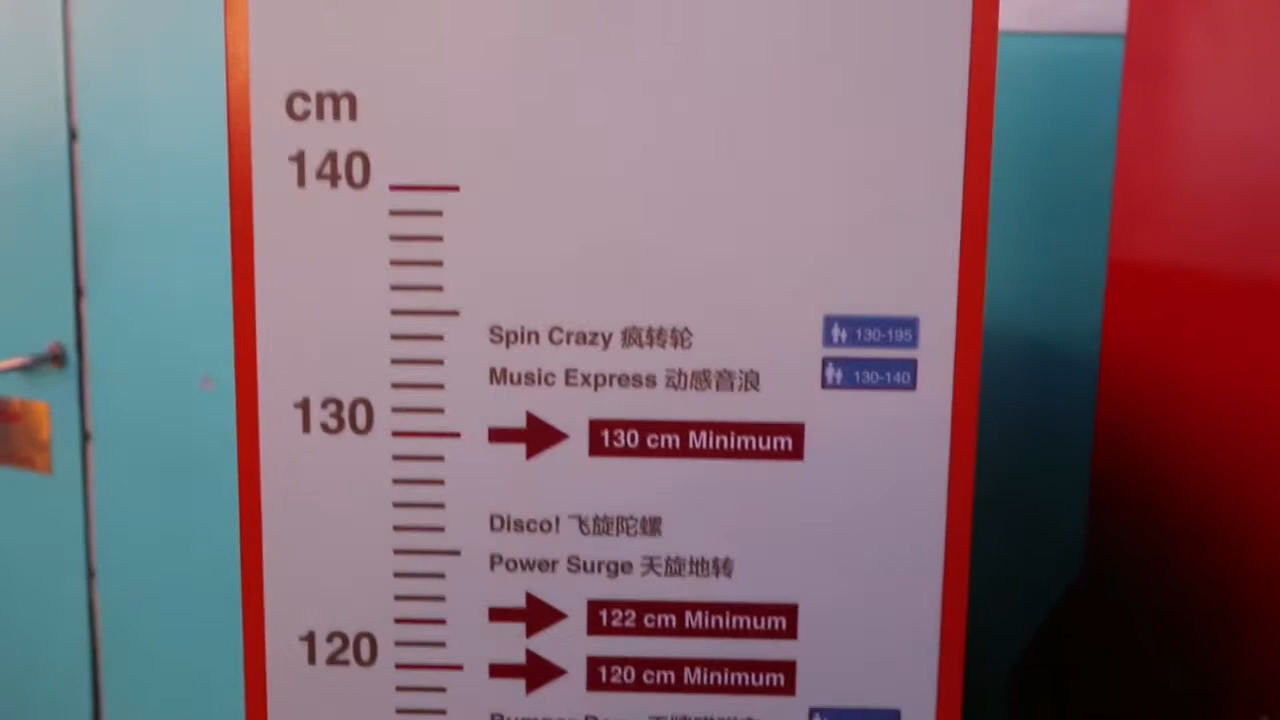 cm
140
Spin Crazy 疯转轮 130-195
Music Express 动感音浪 130-140
130
130 cm Minimum
Disco! 飞旋陀螺
Power Surge 天旋地转
122 cm Minimum
120
120 cm Minimum